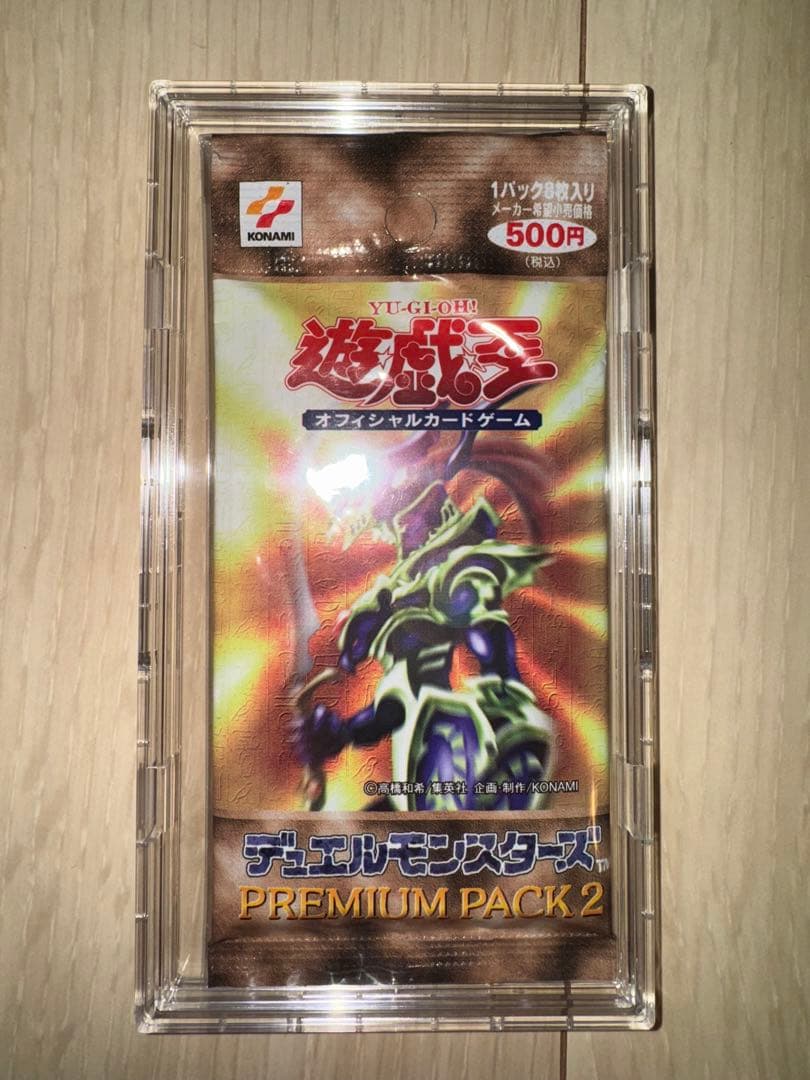 KONAMI
1パック8枚入り
メーカー希望小売価格
500円
(税込)
YU-GI-OH!
遊戯王
オフィシャルカードゲーム
©高橋和希/集英社 企画・制作/KONAMI
デュエルモンスターズ™
PREMIUM PACK 2